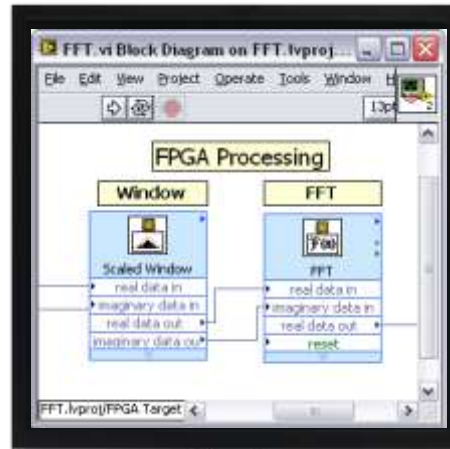 FFT.vi Block Diagram on FFT.lvproj...
File Edit View Project Operate Tools Window H
13pt
2
FPGA Processing
Window
FFT
Scaled Window
real data in
imaginary data in
real data out
imaginary data out
F(ω)
FFT
real data in
imaginary data in
real data out
reset
FFT.lvproj/FPGA Target